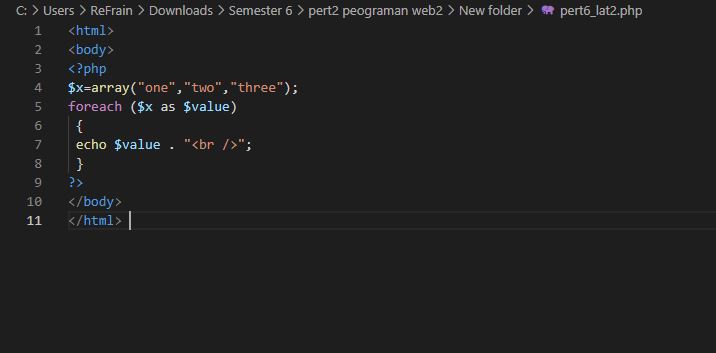 C: > Users > ReFrain > Downloads > Semester 6 > pert2 peograman web2 > New folder > pert6_lat2.php
1 <html>
2 <body>
3 <?php
4 $x=array("one","two","three");
5 foreach ($x as $value)
6 {
7 echo $value . "<br />";
8 }
9 ?>
10 </body>
11 </html>